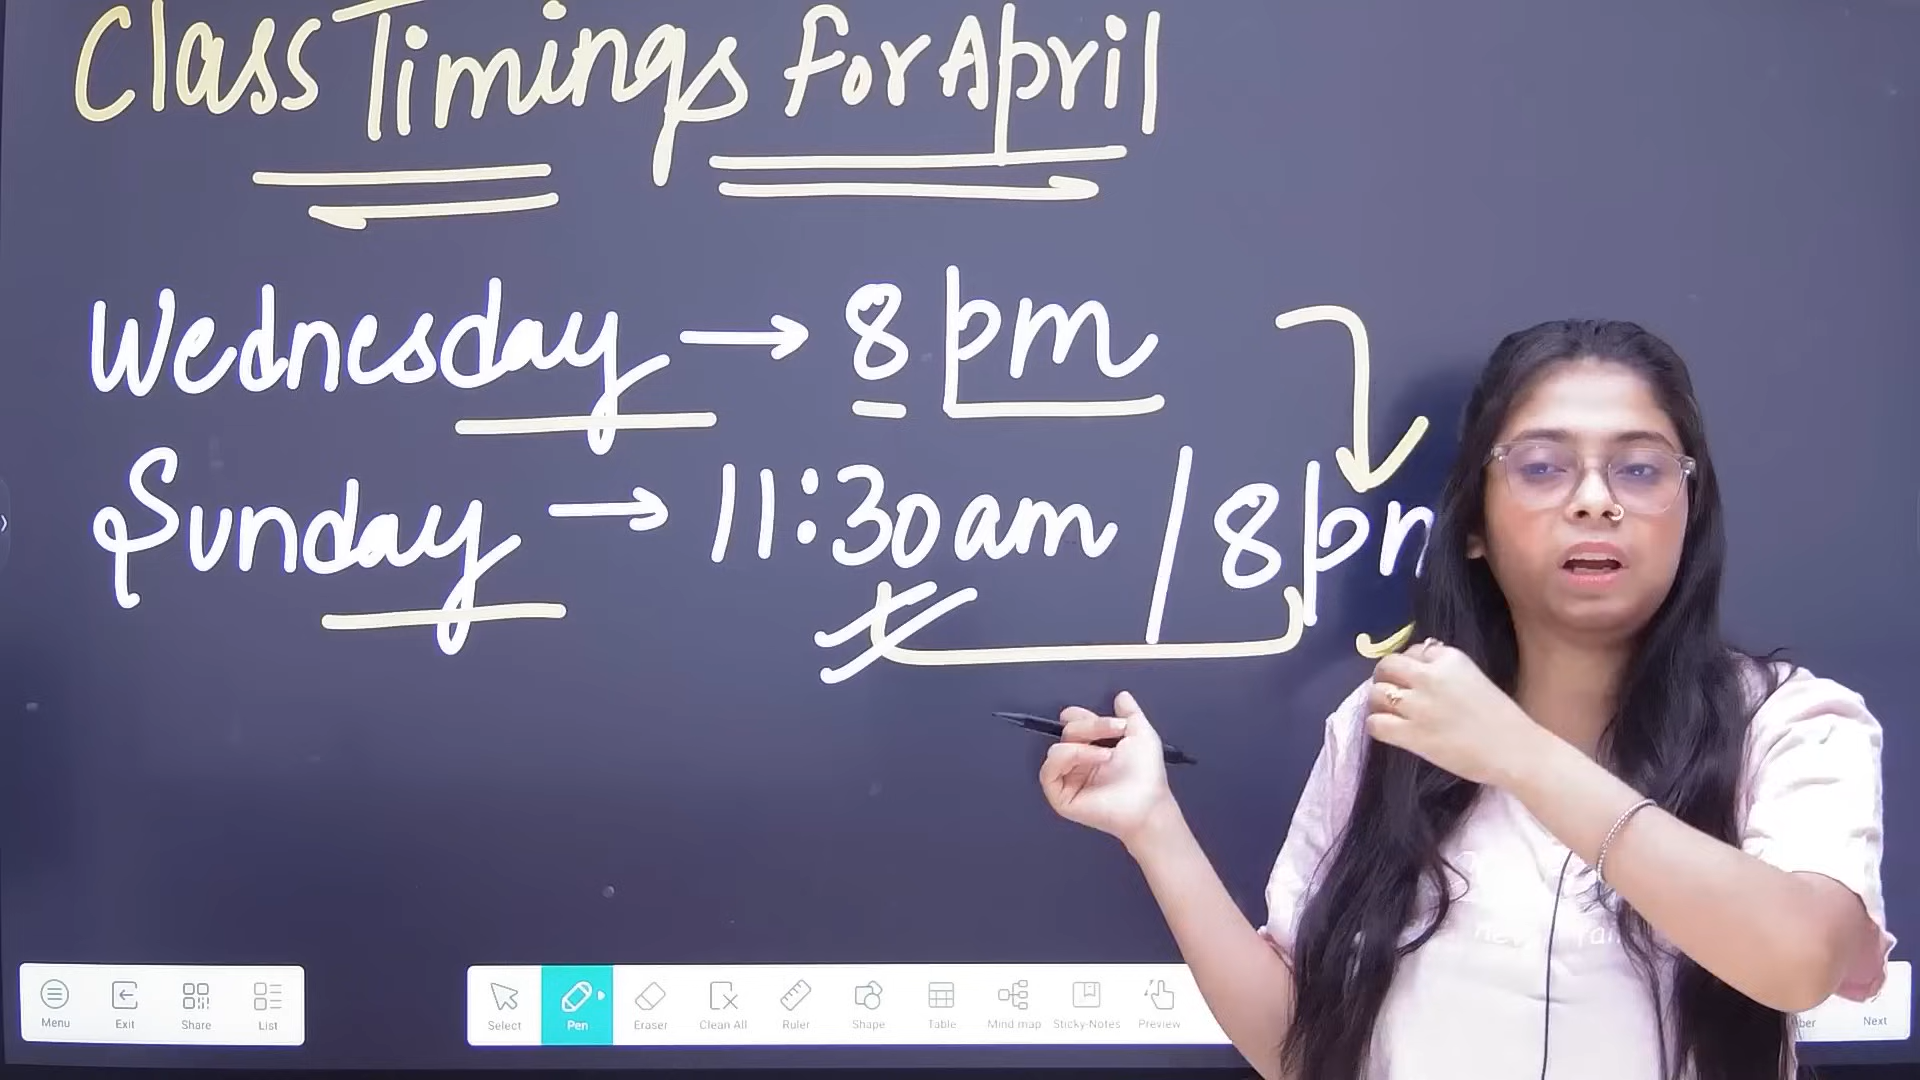 Class Timings for April
Wednesday → 8 pm
Sunday → 11:30am / 8 pm
Menu Exit Share List
Select Pen Eraser Clean All Ruler Shape Table Mind map Sticky-Notes Preview
Next